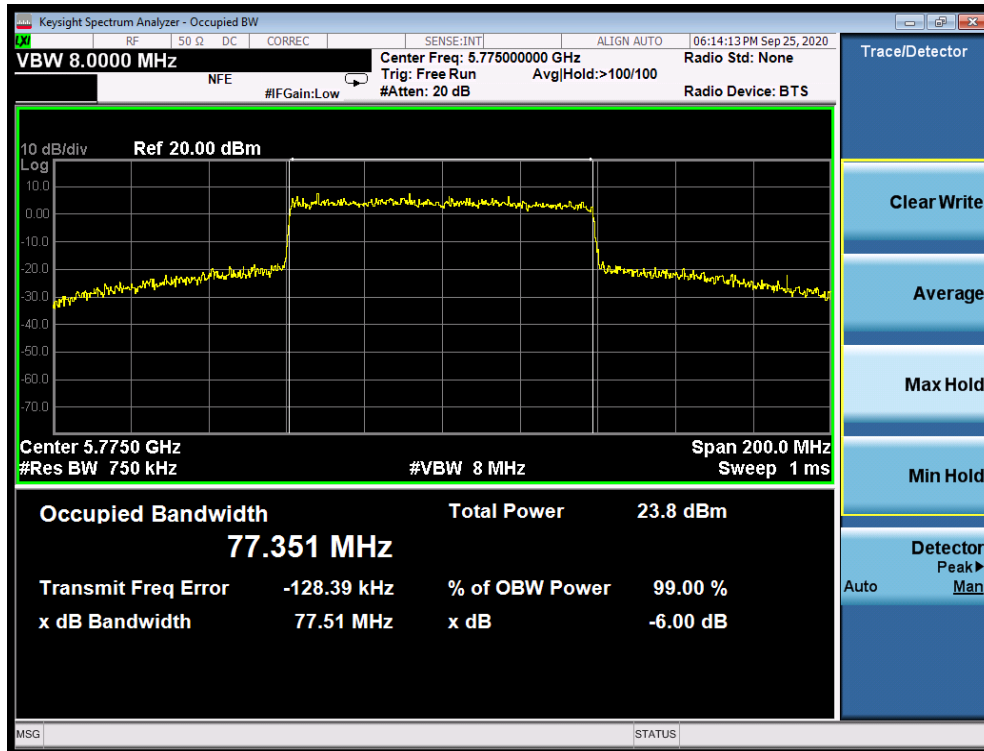 Keysight Spectrum Analyzer - Occupied BW
LXI RF 50 Ω DC CORREC SENSE:INT ALIGN AUTO 06:14:13 PM Sep 25, 2020
VBW 8.0000 MHz
NFE
#IFGain:Low
Center Freq: 5.775000000 GHz
Trig: Free Run Avg|Hold:>100/100
#Atten: 20 dB
Radio Std: None
Radio Device: BTS
Trace/Detector
10 dB/div Ref 20.00 dBm
Log
10.0
0.00
-10.0
-20.0
-30.0
-40.0
-50.0
-60.0
-70.0
Center 5.7750 GHz Span 200.0 MHz
#Res BW 750 kHz #VBW 8 MHz Sweep 1 ms
Occupied Bandwidth Total Power 23.8 dBm
77.351 MHz
Transmit Freq Error -128.39 kHz % of OBW Power 99.00 %
x dB Bandwidth 77.51 MHz x dB -6.00 dB
Clear Write
Average
Max Hold
Min Hold
Detector
Peak▶
Auto Man
MSG STATUS